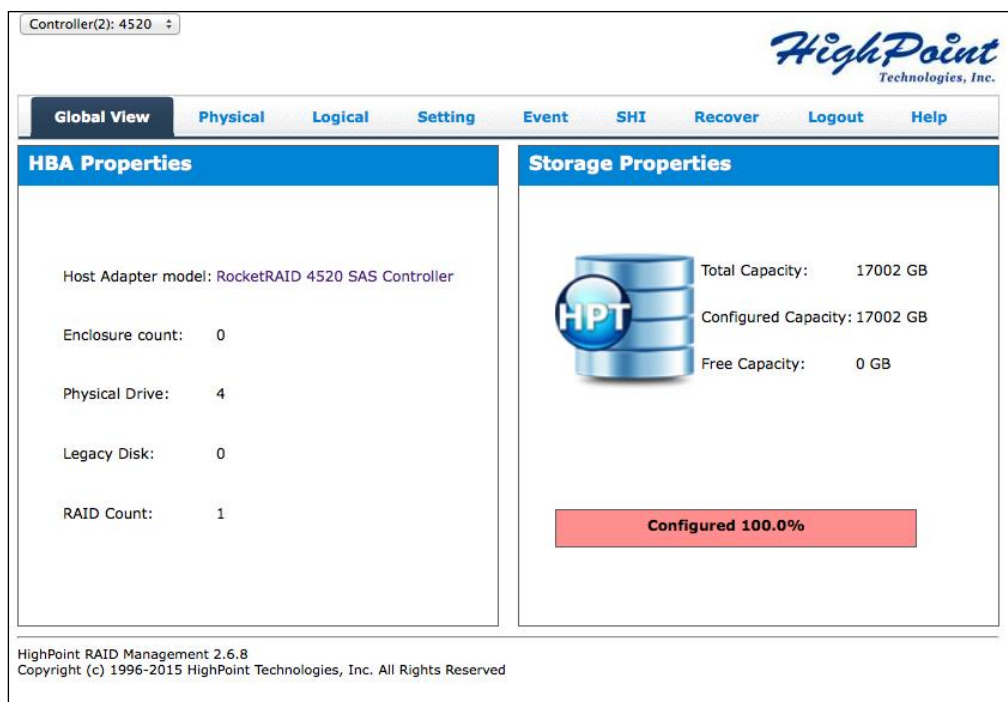 Controller(2): 4520
HighPoint
Technologies, Inc.
Global View Physical Logical Setting Event SHI Recover Logout Help
HBA Properties
Host Adapter model: RocketRAID 4520 SAS Controller
Enclosure count: 0
Physical Drive: 4
Legacy Disk: 0
RAID Count: 1
Storage Properties
HPT
Total Capacity: 17002 GB
Configured Capacity: 17002 GB
Free Capacity: 0 GB
Configured 100.0%
HighPoint RAID Management 2.6.8
Copyright (c) 1996-2015 HighPoint Technologies, Inc. All Rights Reserved